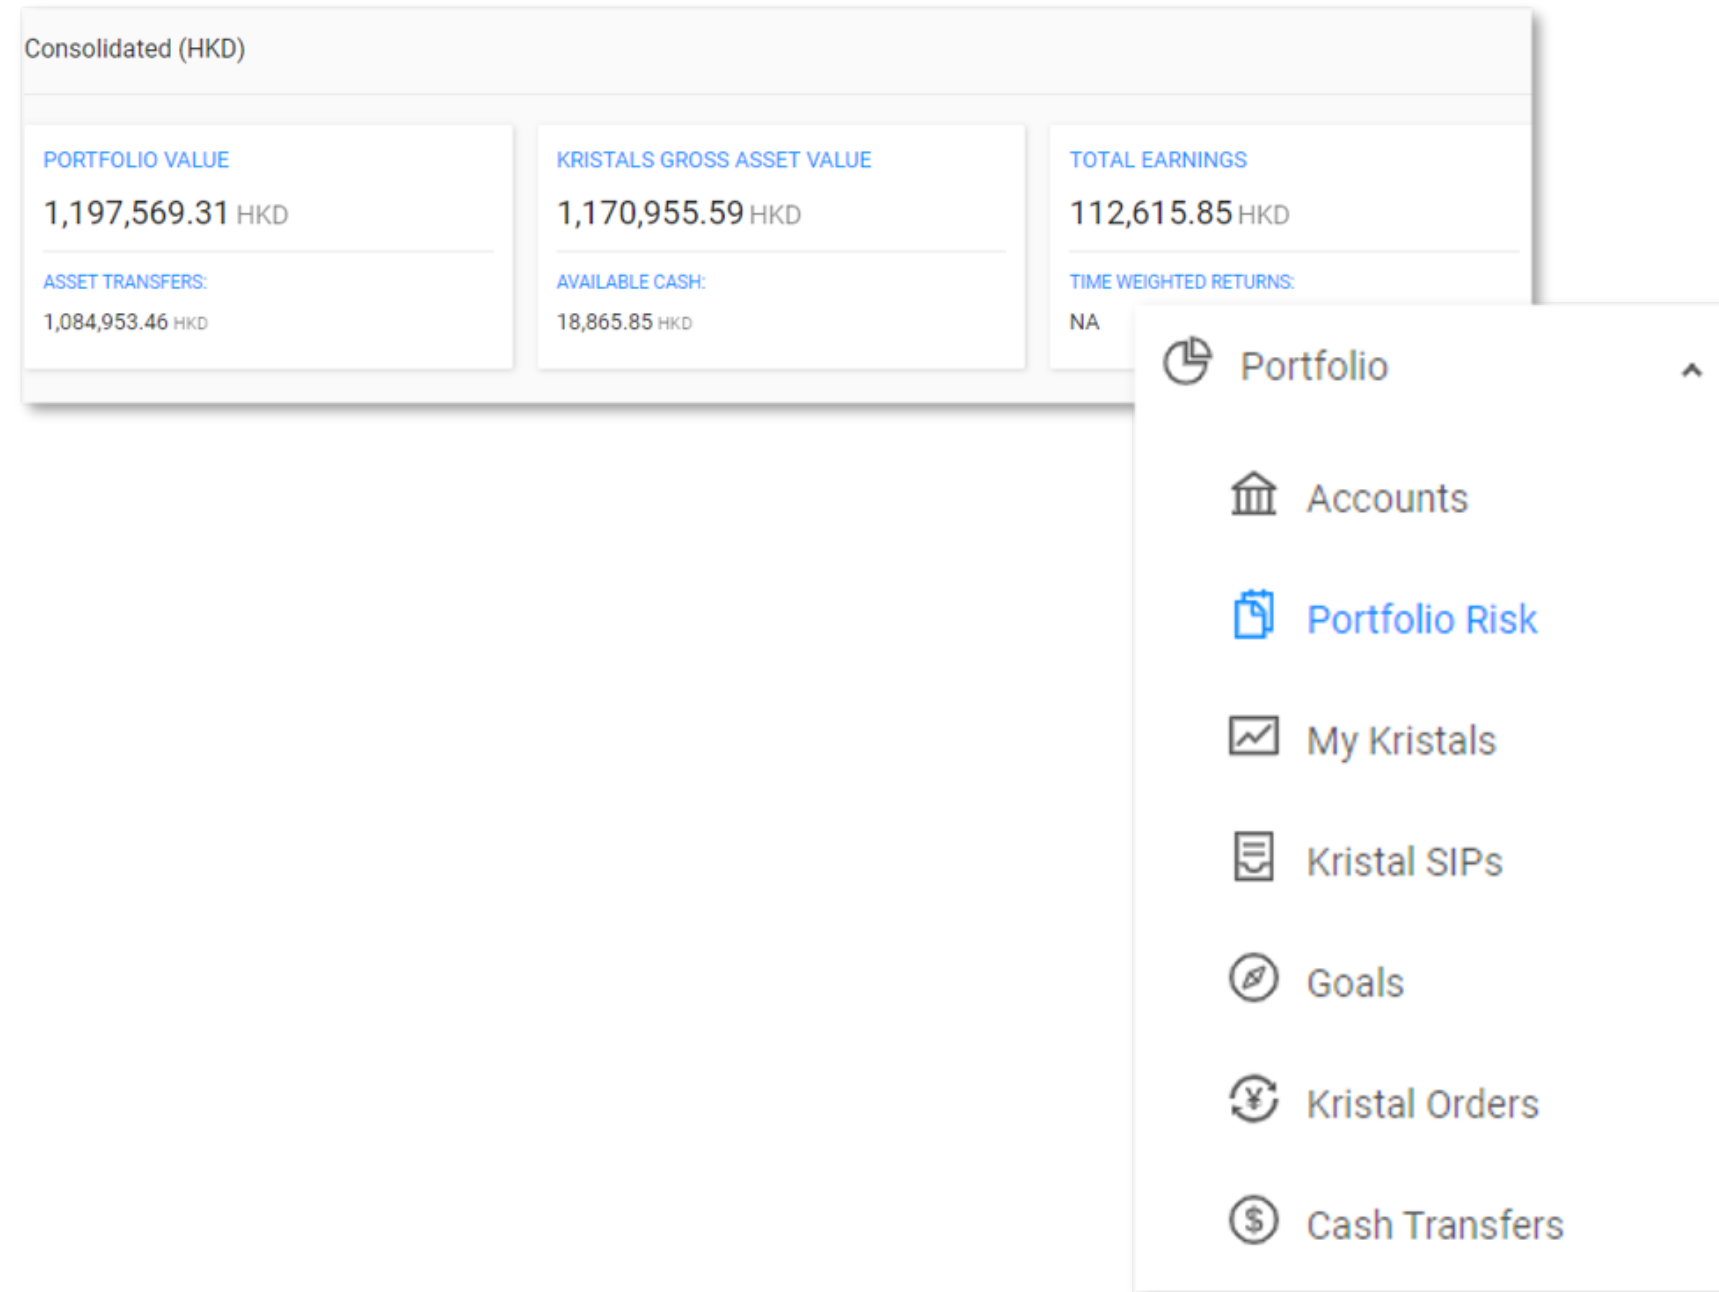 Consolidated (HKD)
PORTFOLIO VALUE
1,197,569.31 HKD
ASSET TRANSFERS:
1,084,953.46 HKD
KRISTALS GROSS ASSET VALUE
1,170,955.59 HKD
AVAILABLE CASH:
18,865.85 HKD
TOTAL EARNINGS
112,615.85 HKD
TIME WEIGHTED RETURNS:
NA
Portfolio
Accounts
Portfolio Risk
My Kristals
Kristal SIPs
Goals
Kristal Orders
Cash Transfers